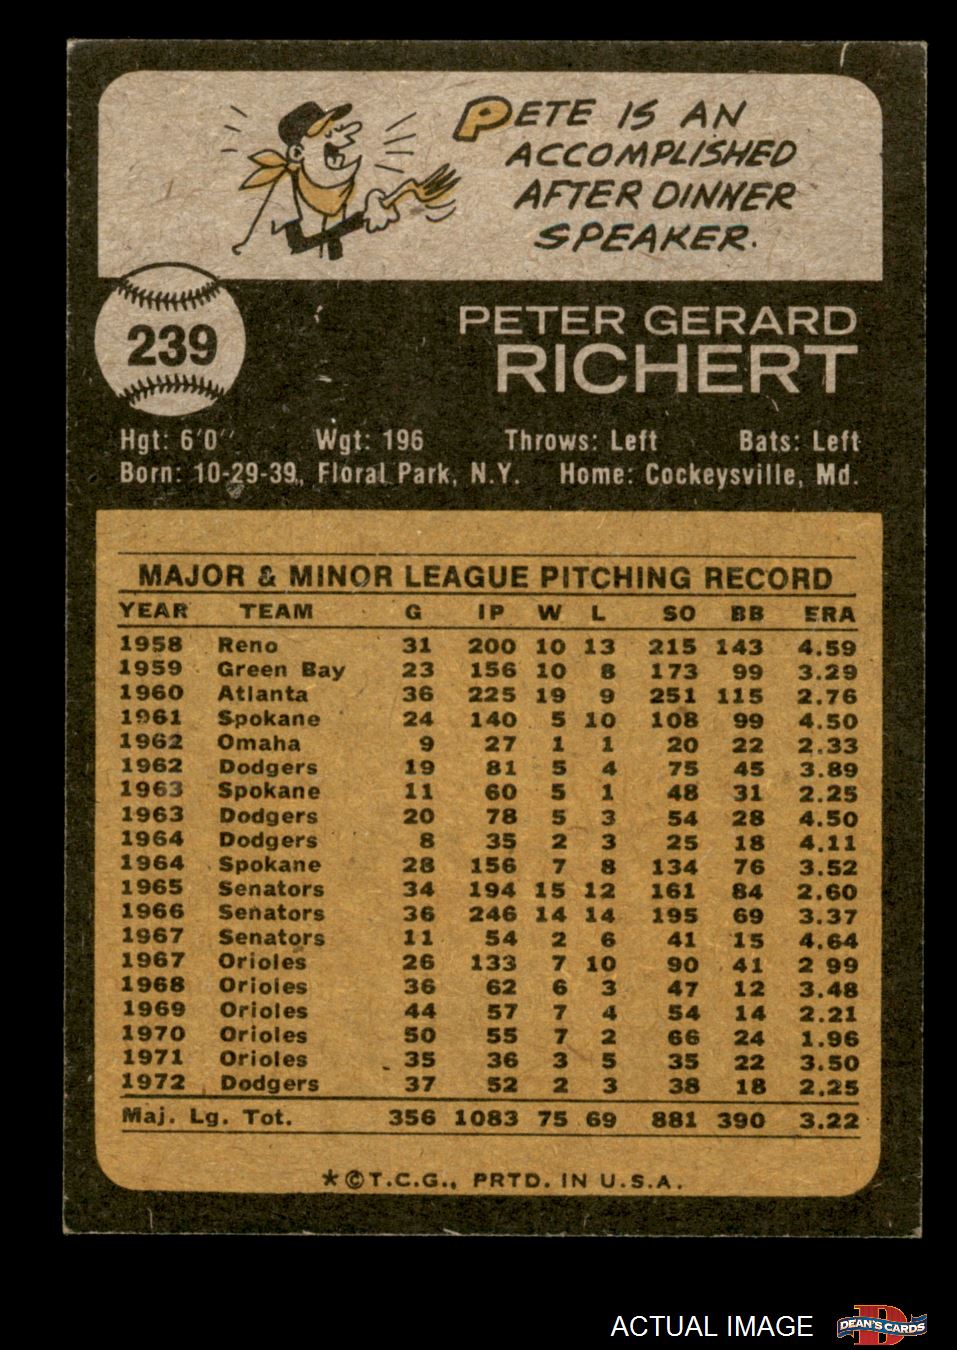 PETE IS AN
ACCOMPLISHED
AFTER DINNER
SPEAKER.
239
PETER GERARD
RICHERT
Hgt: 6'0" Wgt: 196 Throws: Left Bats: Left
Born: 10-29-39, Floral Park, N.Y. Home: Cockeysville, Md.
MAJOR & MINOR LEAGUE PITCHING RECORD
YEAR TEAM G IP W L SO BB ERA
1958 Reno 31 200 10 13 215 143 4.59
1959 Green Bay 23 156 10 8 173 99 3.29
1960 Atlanta 36 225 19 9 251 115 2.76
1961 Spokane 24 140 5 10 108 99 4.50
1962 Omaha 9 27 1 1 20 22 2.33
1962 Dodgers 19 81 5 4 75 45 3.89
1963 Spokane 11 60 5 1 48 31 2.25
1963 Dodgers 20 78 5 3 54 28 4.50
1964 Dodgers 8 35 2 3 25 18 4.11
1964 Spokane 28 156 7 8 134 76 3.52
1965 Senators 34 194 15 12 161 84 2.60
1966 Senators 36 246 14 14 195 69 3.37
1967 Senators 11 54 2 6 41 15 4.64
1967 Orioles 26 133 7 10 90 41 2 99
1968 Orioles 36 62 6 3 47 12 3.48
1969 Orioles 44 57 7 4 54 14 2.21
1970 Orioles 50 55 7 2 66 24 1.96
1971 Orioles 35 36 3 5 35 22 3.50
1972 Dodgers 37 52 2 3 38 18 2.25
Maj. Lg. Tot. 356 1083 75 69 881 390 3.22
*©T.C.G., PRTD. IN U.S.A.
ACTUAL IMAGE
D
DEAN'S CARDS